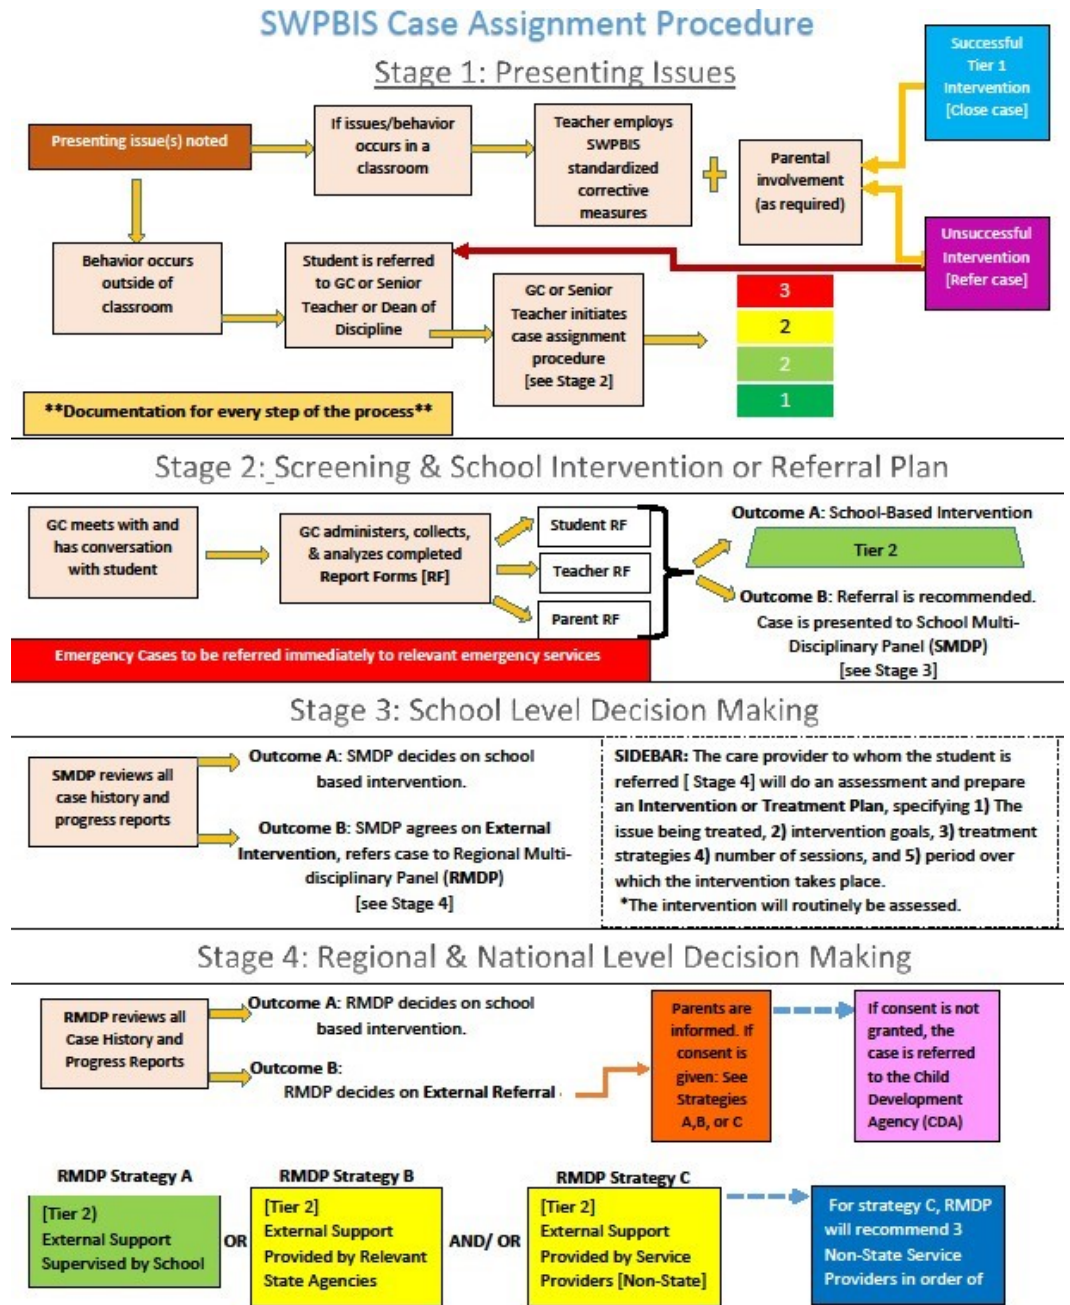 SWPBIS Case Assignment Procedure
Stage 1: Presenting Issues
Successful
Tier 1
Intervention
[Close case]
Presenting issue(s) noted
If issues/behavior
occurs in a
classroom
Teacher employs
SWPBIS
standardized
corrective
measures
Parental
involvement
(as required)
Unsuccessful
Intervention
[Refer case]
Behavior occurs
outside of
classroom
Student is referred
to GC or Senior
Teacher or Dean of
Discipline
GC or Senior
Teacher initiates
case assignment
procedure
[see Stage 2]
3
2
2
1
**Documentation for every step of the process**
Stage 2: Screening & School Intervention or Referral Plan
GC meets with and
has conversation
with student
GC administers, collects,
& analyzes completed
Report Forms [RF]
Student RF
Teacher RF
Parent RF
Outcome A: School-Based Intervention
Tier 2
Outcome B: Referral is recommended.
Case is presented to School Multi-
Disciplinary Panel (SMDP)
[see Stage 3]
Emergency Cases to be referred immediately to relevant emergency services
Stage 3: School Level Decision Making
SMDP reviews all
case history and
progress reports
Outcome A: SMDP decides on school
based intervention.
Outcome B: SMDP agrees on External
Intervention, refers case to Regional Multi-
disciplinary Panel (RMDP)
[see Stage 4]
SIDEBAR: The care provider to whom the student is
referred [ Stage 4] will do an assessment and prepare
an Intervention or Treatment Plan, specifying 1) The
issue being treated, 2) intervention goals, 3) treatment
strategies 4) number of sessions, and 5) period over
which the intervention takes place.
*The intervention will routinely be assessed.
Stage 4: Regional & National Level Decision Making
RMDP reviews all
Case History and
Progress Reports
Outcome A: RMDP decides on school
based intervention.
Outcome B:
RMDP decides on External Referral
Parents are
informed. If
consent is
given: See
Strategies
A,B, or C
If consent is not
granted, the
case is referred
to the Child
Development
Agency (CDA)
RMDP Strategy A
[Tier 2)
External Support
Supervised by School
OR
RMDP Strategy B
[Tier 2]
External Support
Provided by Relevant
State Agencies
AND/ OR
RMDP Strategy C
[Tier 2]
External Support
Provided by Service
Providers [Non-State]
For strategy C, RMDP
will recommend 3
Non-State Service
Providers in order of